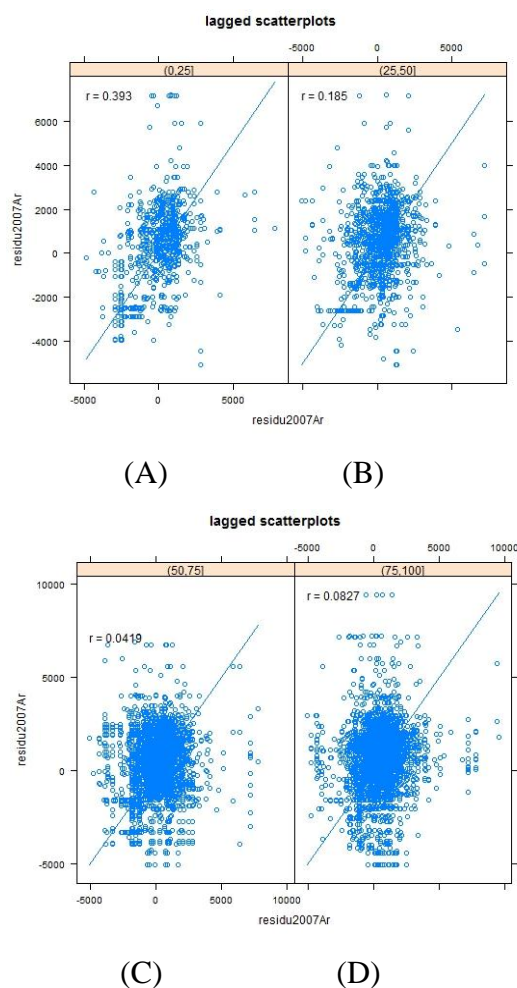 lagged scatterplots
-5000 0 5000
(0,25] (25,50]
r = 0.393 r = 0.185
6000
4000
2000
0
-2000
-4000
residu2007Ar
-5000 0 5000
residu2007Ar
(A) (B)
lagged scatterplots
-5000 0 5000 10000
(50,75] (75,100]
10000
r = 0.0419 r = 0.0827
5000
0
-5000
residu2007Ar
-5000 0 5000 10000
residu2007Ar
(C) (D)